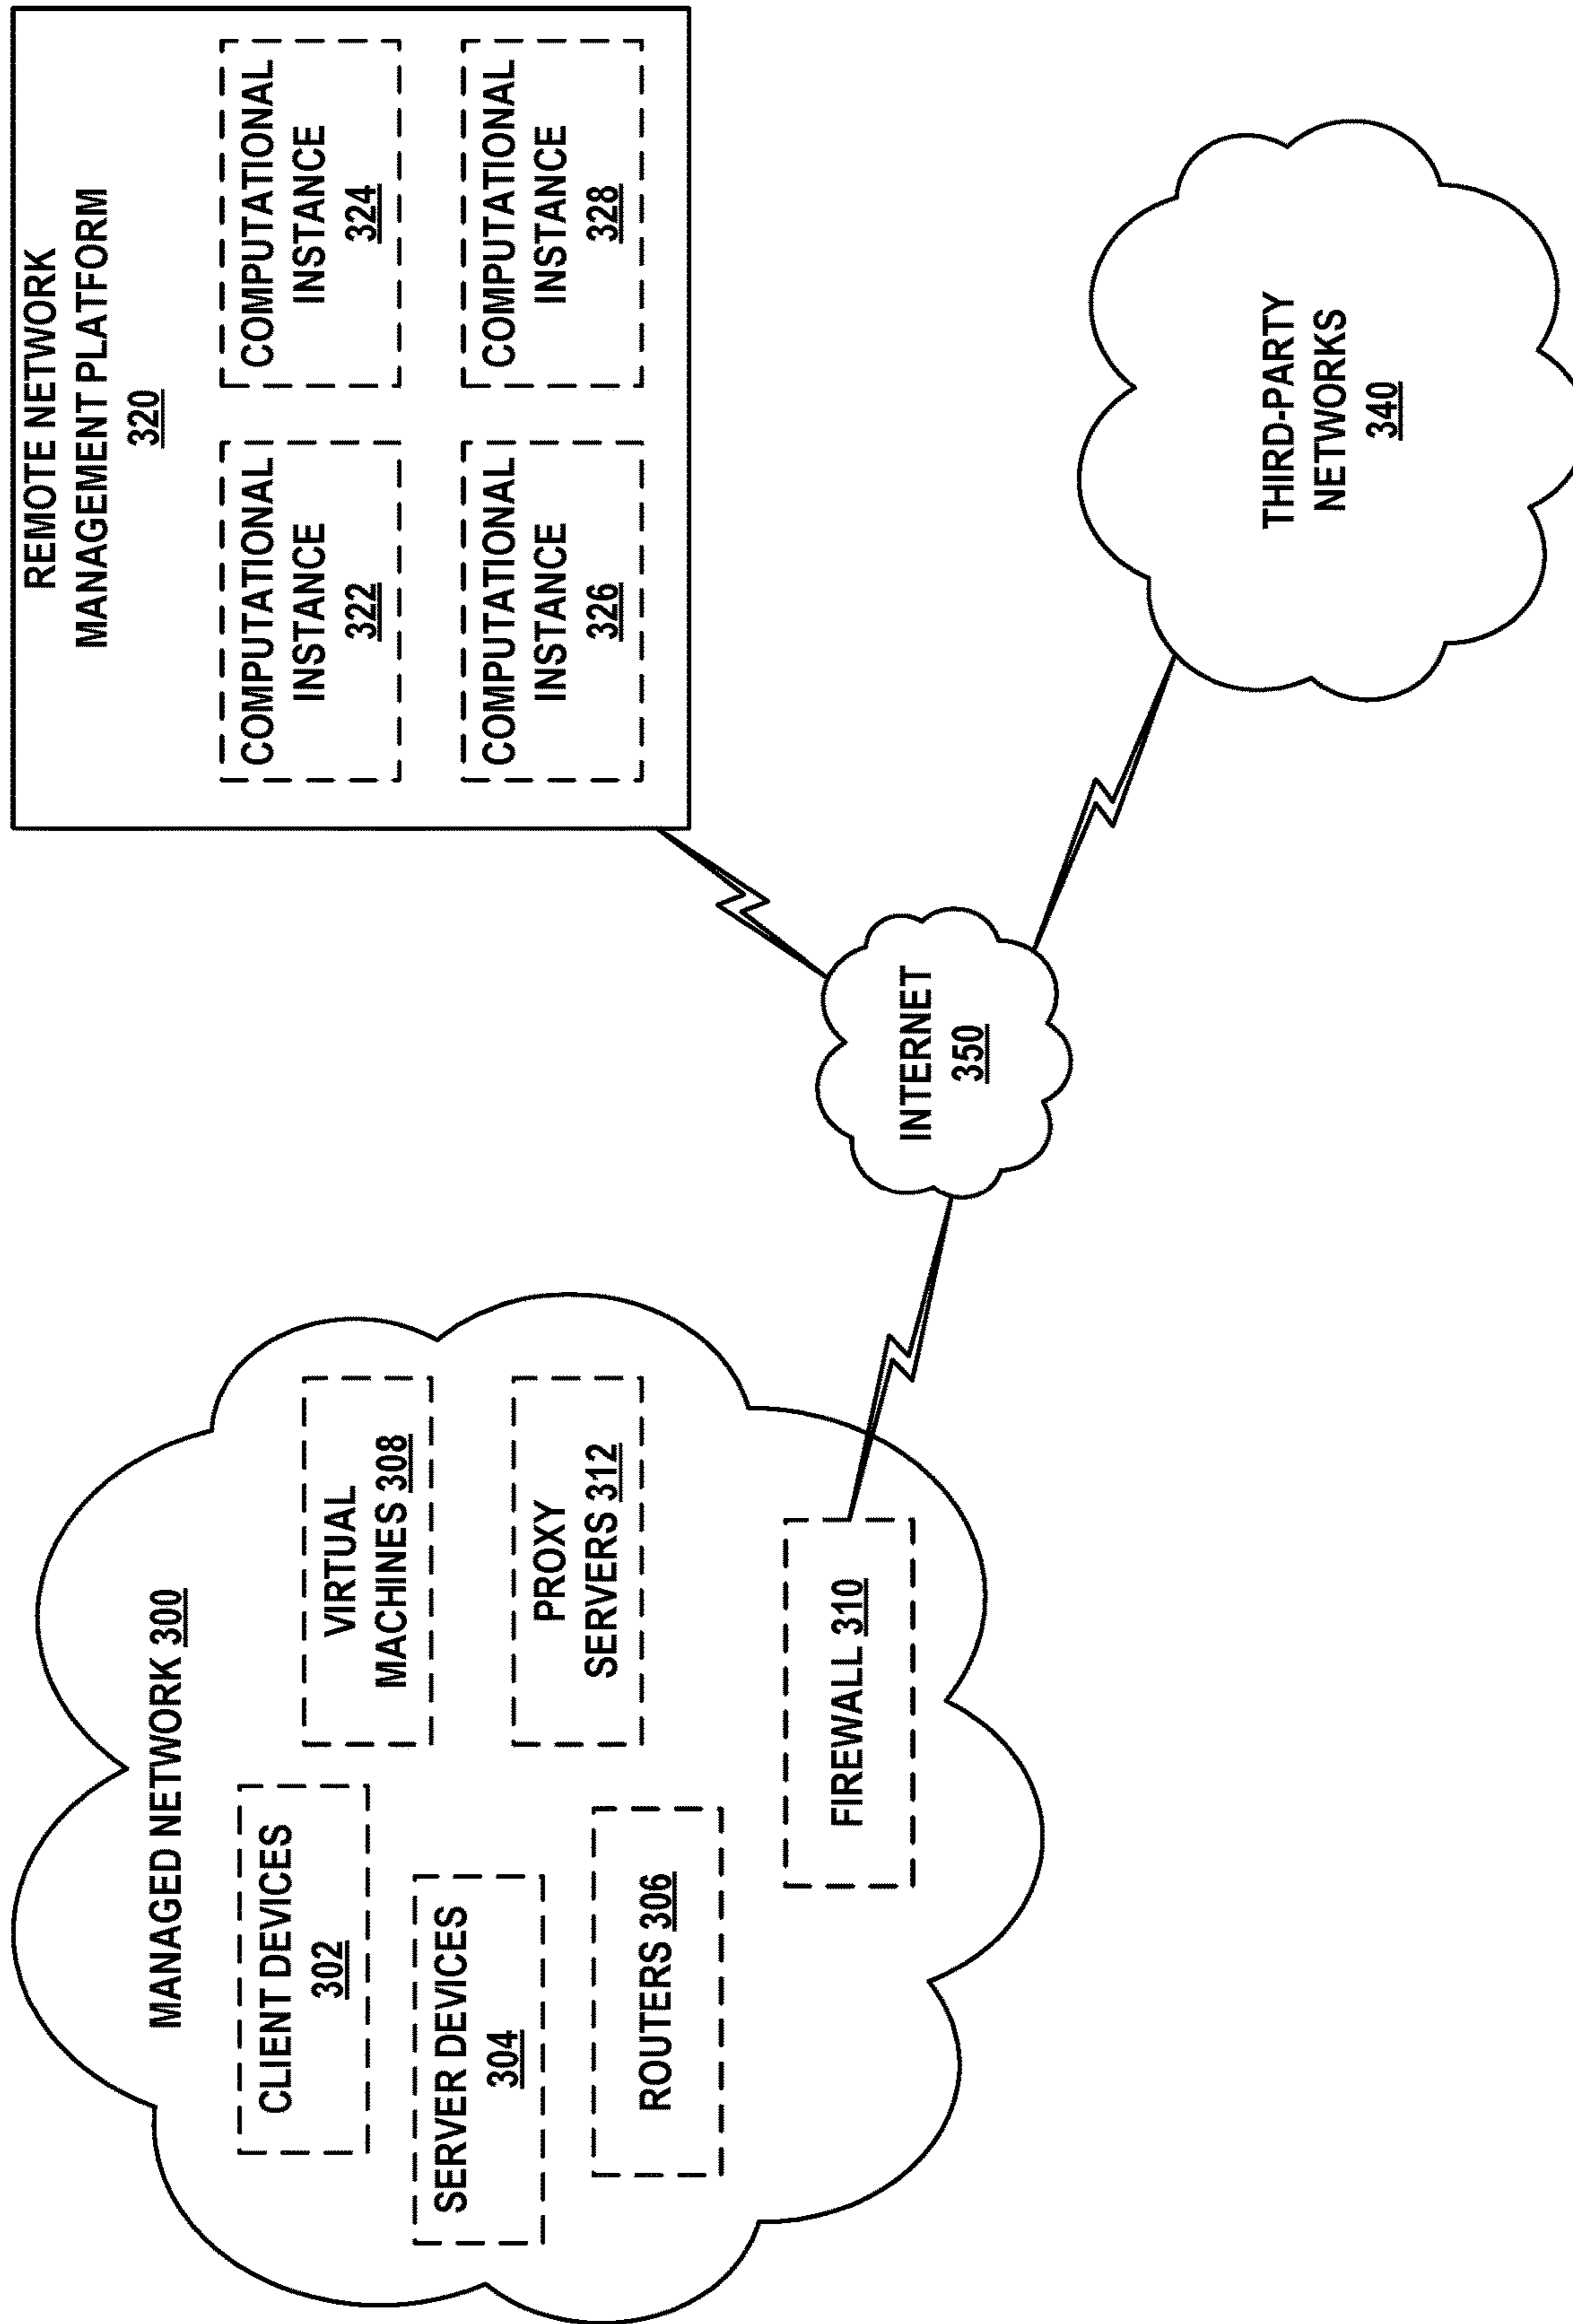 MANAGED NETWORK 300
CLIENT DEVICES
302
VIRTUAL
MACHINES 308
SERVER DEVICES
304
PROXY
SERVERS 312
ROUTERS 306
FIREWALL 310
INTERNET
350
REMOTE NETWORK
MANAGEMENT PLATFORM
320
COMPUTATIONAL
INSTANCE
322
COMPUTATIONAL
INSTANCE
324
COMPUTATIONAL
INSTANCE
326
COMPUTATIONAL
INSTANCE
328
THIRD-PARTY
NETWORKS
340